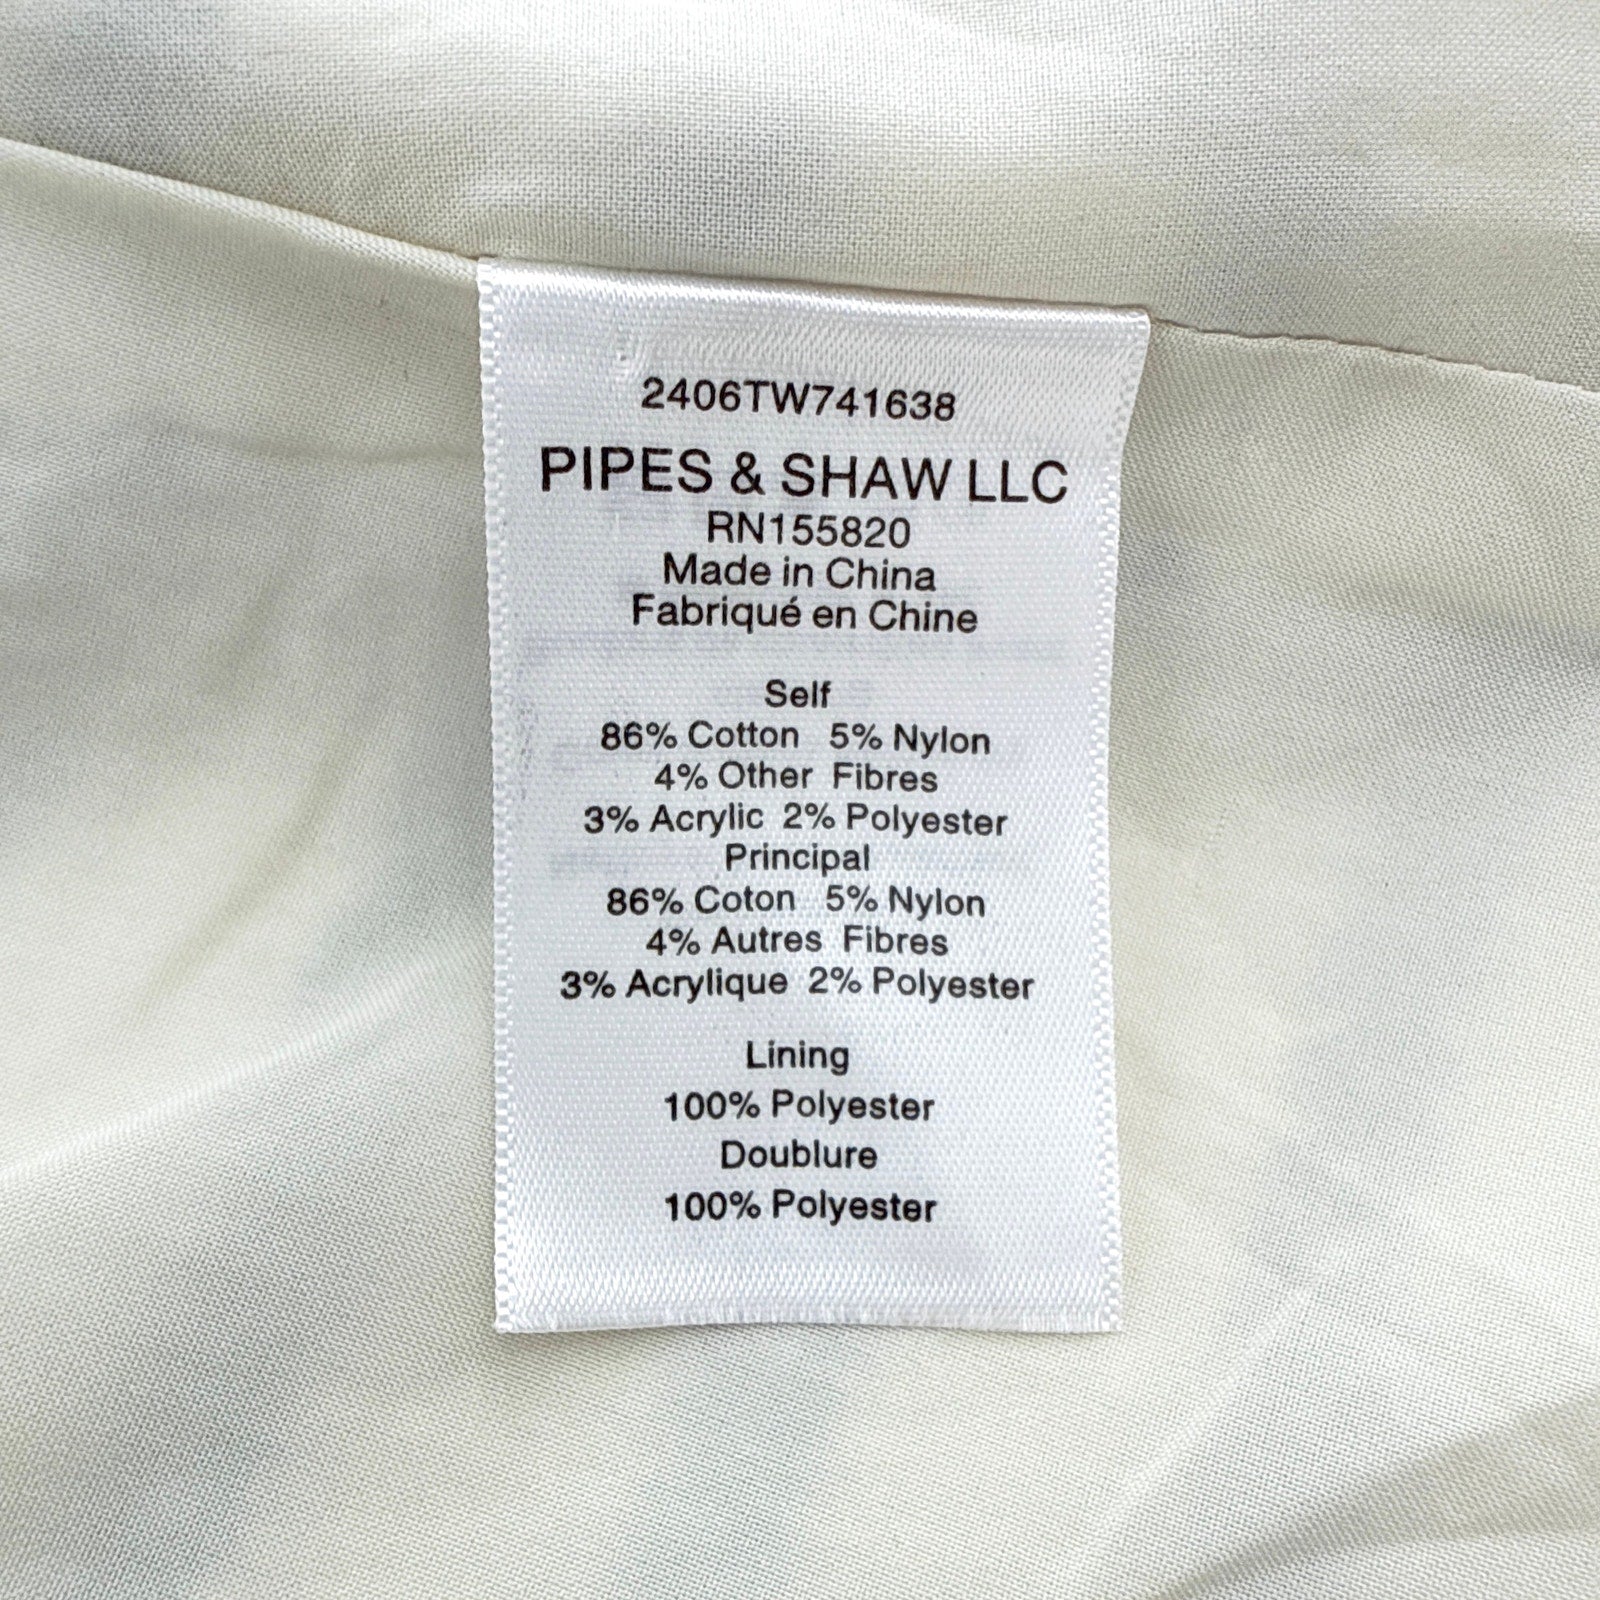 2406TW741638
PIPES & SHAW LLC
RN155820
Made in China
Fabriqué en Chine
Self
86% Cotton 5% Nylon
4% Other Fibres
3% Acrylic 2% Polyester
Principal
86% Coton 5% Nylon
4% Autres Fibres
3% Acrylique 2% Polyester
Lining
100% Polyester
Doublure
100% Polyester